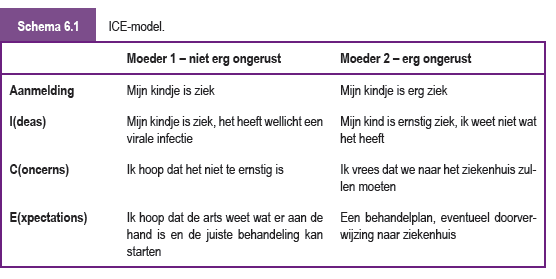 Schema 6.1 ICE-model.
Moeder 1 – niet erg ongerust Moeder 2 – erg ongerust
Aanmelding Mijn kindje is ziek Mijn kindje is erg ziek
I(deas) Mijn kindje is ziek, het heeft wellicht een Mijn kind is ernstig ziek, ik weet niet wat
virale infectie het heeft
C(oncerns) Ik hoop dat het niet te ernstig is Ik vrees dat we naar het ziekenhuis zul-
len moeten
E(xpectations) Ik hoop dat de arts weet wat er aan de Een behandelplan, eventueel doorver-
hand is en de juiste behandeling kan wijzing naar ziekenhuis
starten